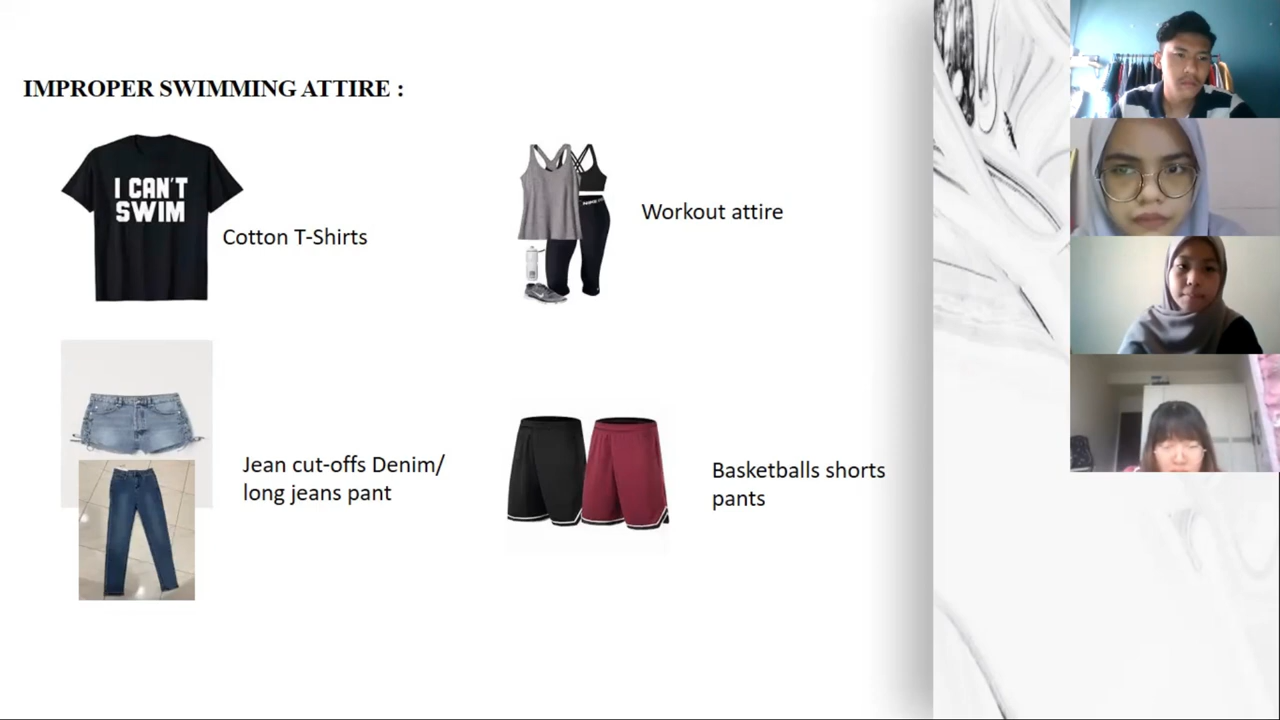 IMPROPER SWIMMING ATTIRE :
I CAN'T
SWIM
Cotton T-Shirts
Workout attire
Jean cut-offs Denim/
long jeans pant
Basketballs shorts
pants